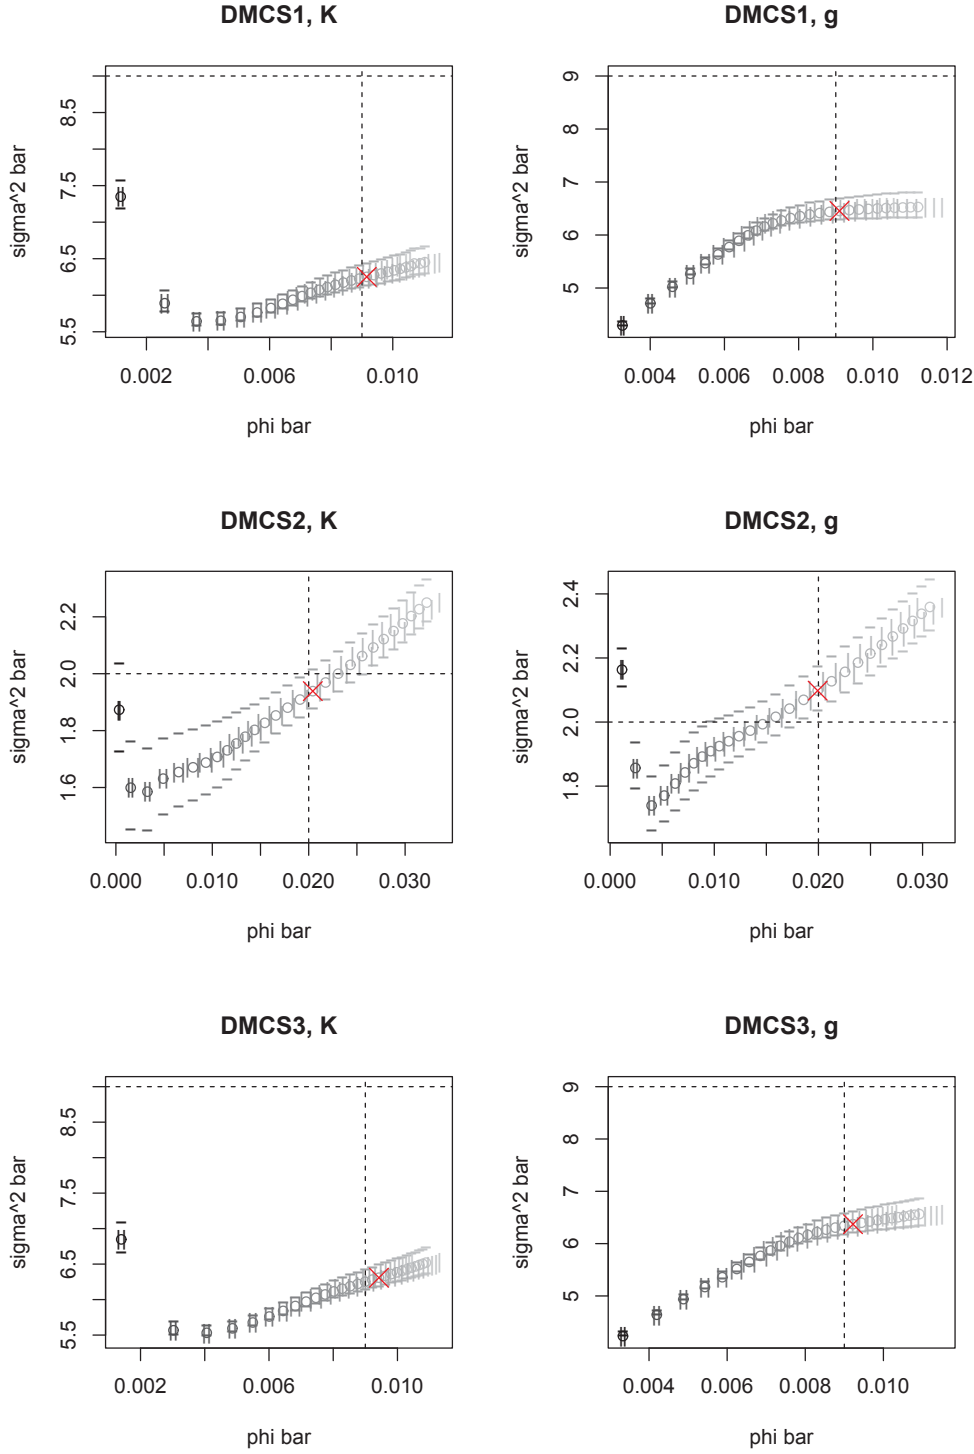 DMCS1, K
sigma^2 bar
5.5 6.5 7.5 8.5
0.002 0.006 0.010
phi bar
DMCS1, g
sigma^2 bar
5 6 7 8 9
0.004 0.006 0.008 0.010 0.012
phi bar
DMCS2, K
sigma^2 bar
1.6 1.8 2.0 2.2
0.000 0.010 0.020 0.030
phi bar
DMCS2, g
sigma^2 bar
1.8 2.0 2.2 2.4
0.000 0.010 0.020 0.030
phi bar
DMCS3, K
sigma^2 bar
5.5 6.5 7.5 8.5
0.002 0.006 0.010
phi bar
DMCS3, g
sigma^2 bar
5 6 7 8 9
0.004 0.006 0.008 0.010
phi bar